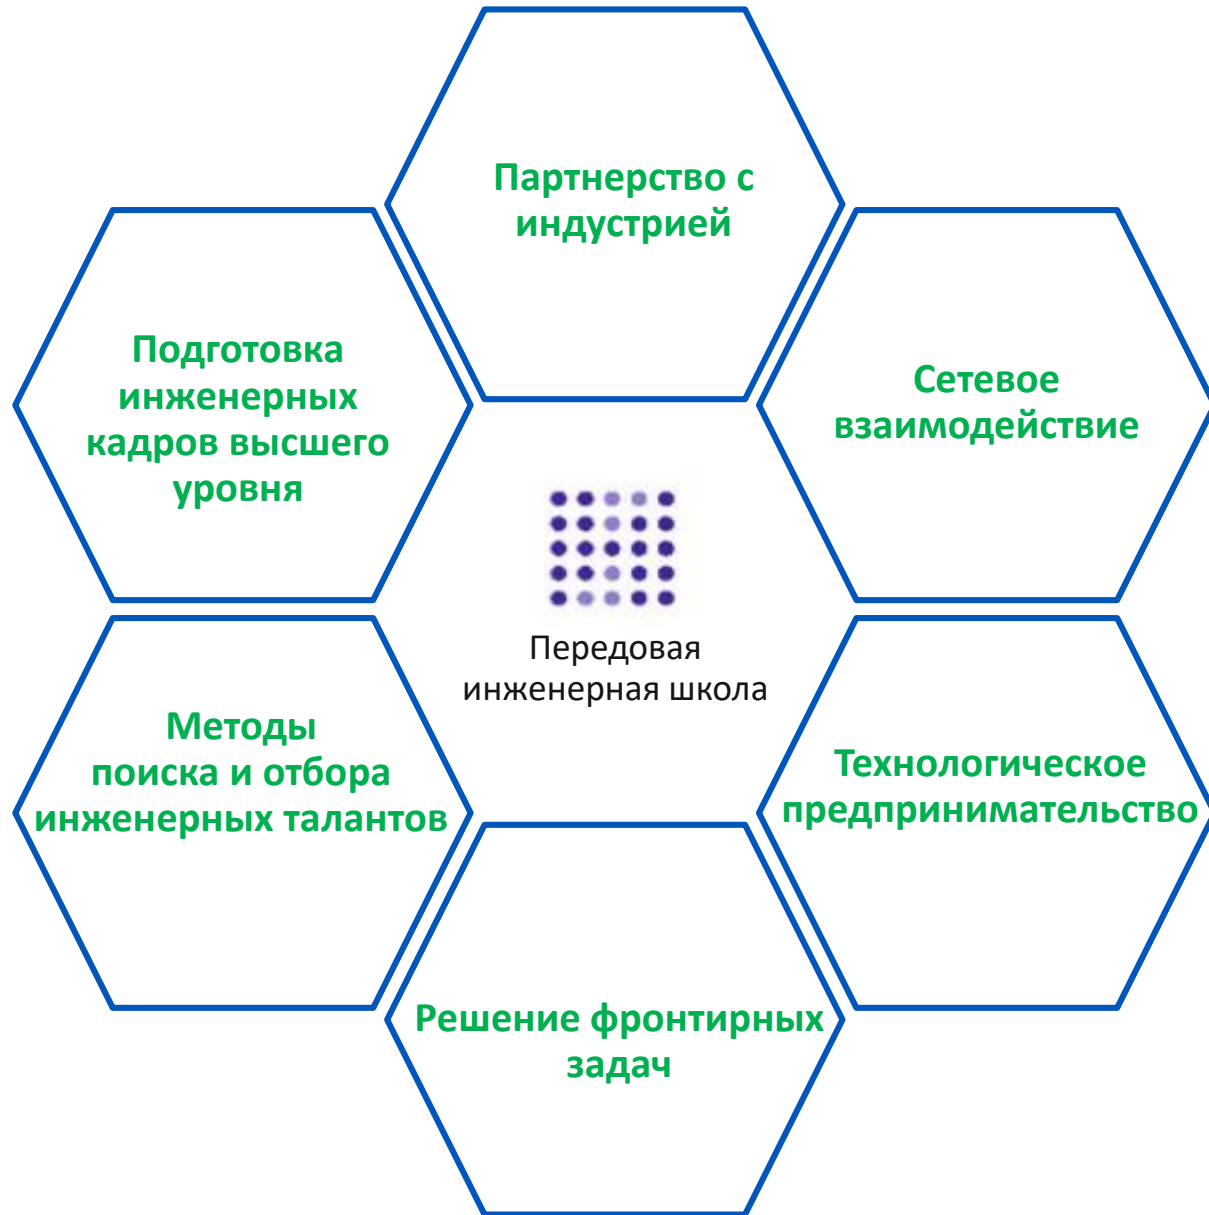 Партнерство с
индустрией
Подготовка
инженерных
кадров высшего
уровня
Сетевое
взаимодействие
Передовая
инженерная школа
Методы
поиска и отбора
инженерных талантов
Технологическое
предпринимательство
Решение фронтирных
задач